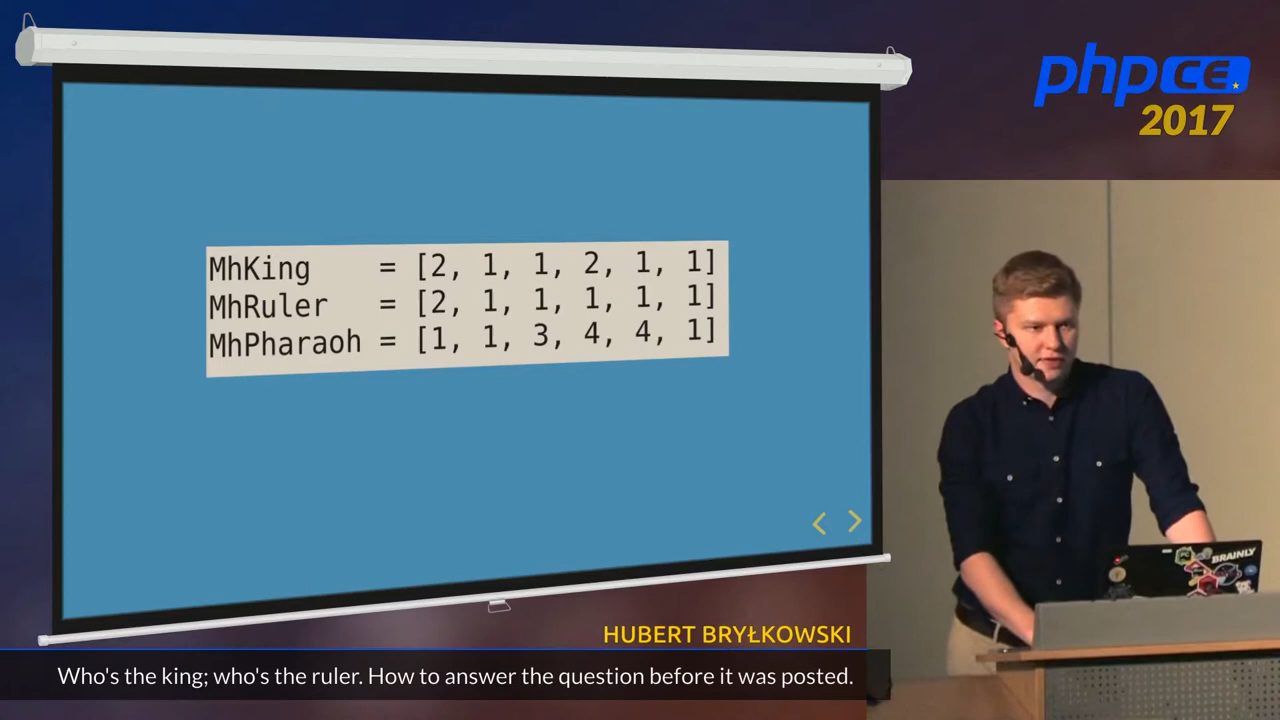 phpCE
2017
MhKing = [2, 1, 1, 2, 1, 1]
MhRuler = [2, 1, 1, 1, 1, 1]
MhPharaoh = [1, 1, 3, 4, 4, 1]
< >
BRAINLY
PC
HUBERT BRYŁKOWSKI
Who's the king; who's the ruler. How to answer the question before it was posted.